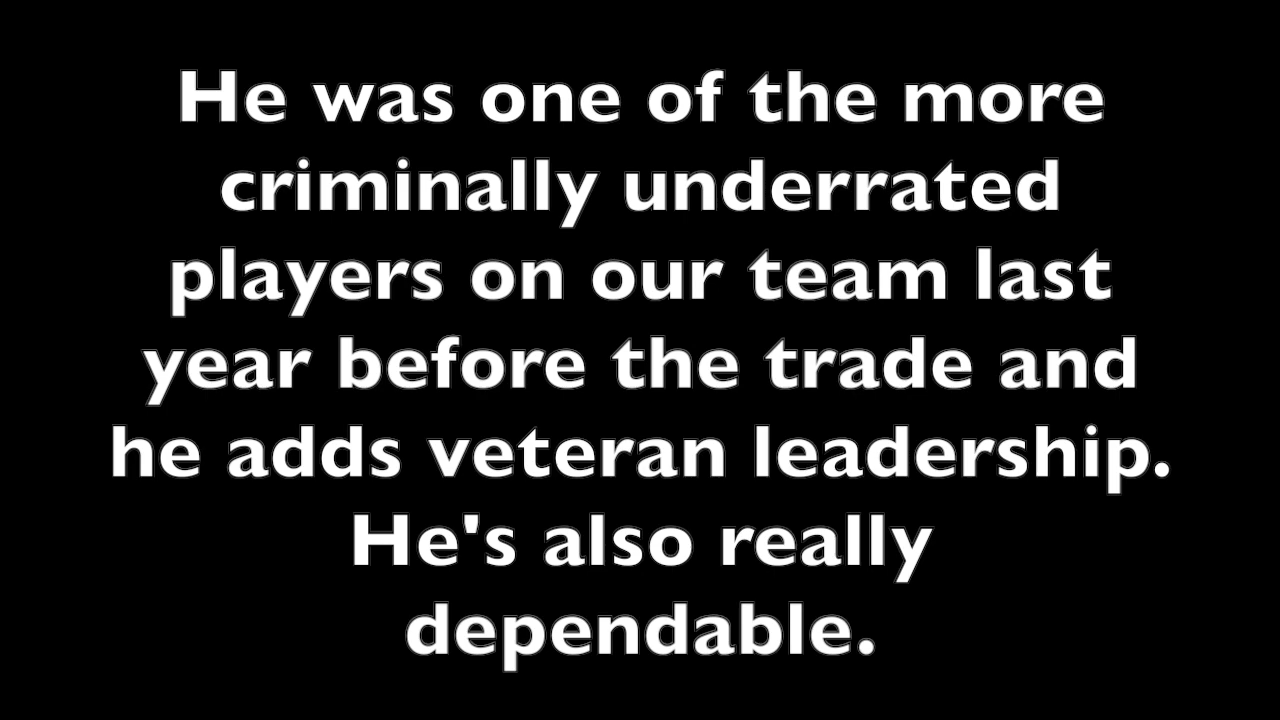 He was one of the more
criminally underrated
players on our team last
year before the trade and
he adds veteran leadership.
He's also really
dependable.